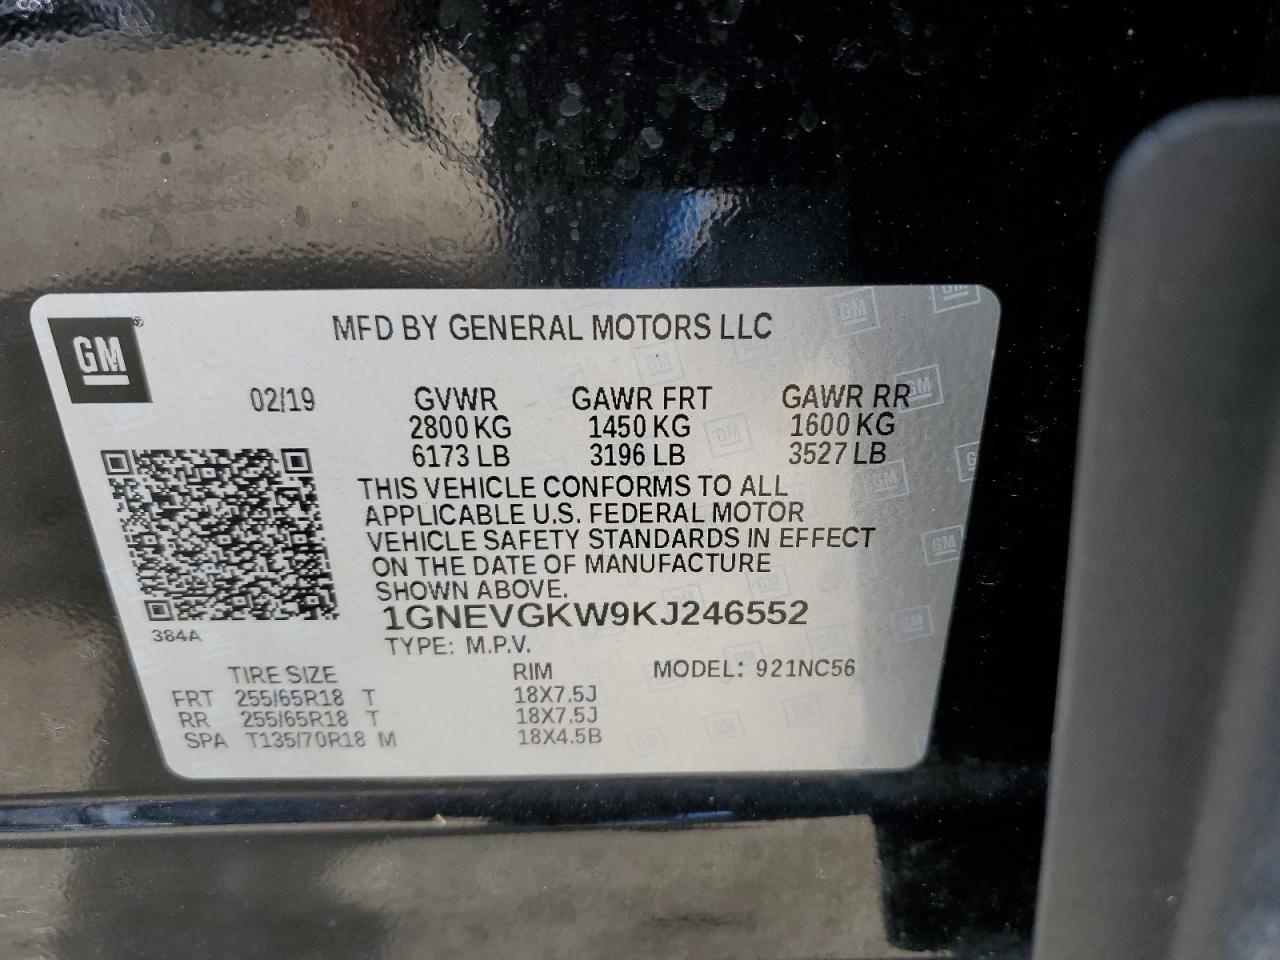 GM
MFD BY GENERAL MOTORS LLC
02/19 GVWR GAWR FRT GAWR RR
2800 KG 1450 KG 1600 KG
6173 LB 3196 LB 3527 LB
THIS VEHICLE CONFORMS TO ALL
APPLICABLE U.S. FEDERAL MOTOR
VEHICLE SAFETY STANDARDS IN EFFECT
ON THE DATE OF MANUFACTURE
SHOWN ABOVE.
1GNEVGKW9KJ246552
384A
TYPE: M.P.V.
TIRE SIZE RIM MODEL: 921NC56
FRT 255/65R18 T 18X7.5J
RR 255/65R18 T 18X7.5J
SPA T135/70R18 M 18X4.5B